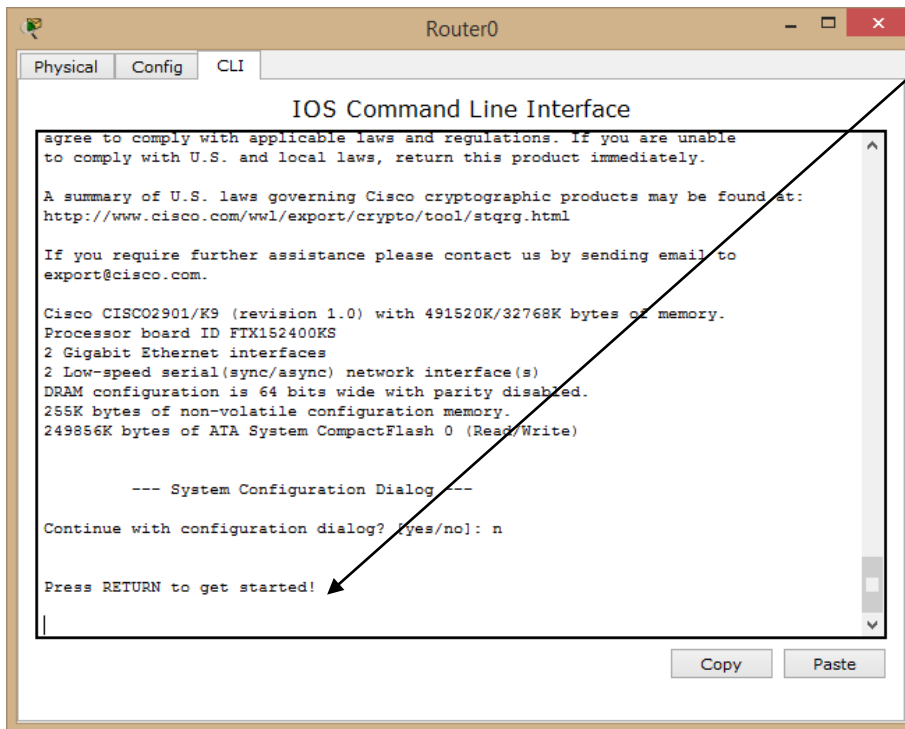 Router0
Physical Config CLI
IOS Command Line Interface
agree to comply with applicable laws and regulations. If you are unable
to comply with U.S. and local laws, return this product immediately.
A summary of U.S. laws governing Cisco cryptographic products may be found at:
http://www.cisco.com/wwl/export/crypto/tool/stqrg.html
If you require further assistance please contact us by sending email to
export@cisco.com.
Cisco CISCO2901/K9 (revision 1.0) with 491520K/32768K bytes of memory.
Processor board ID FTX152400KS
2 Gigabit Ethernet interfaces
2 Low-speed serial(sync/async) network interface(s)
DRAM configuration is 64 bits wide with parity disabled.
255K bytes of non-volatile configuration memory.
249856K bytes of ATA System CompactFlash 0 (Read/Write)
--- System Configuration Dialog ---
Continue with configuration dialog? [yes/no]: n
Press RETURN to get started!
Copy Paste